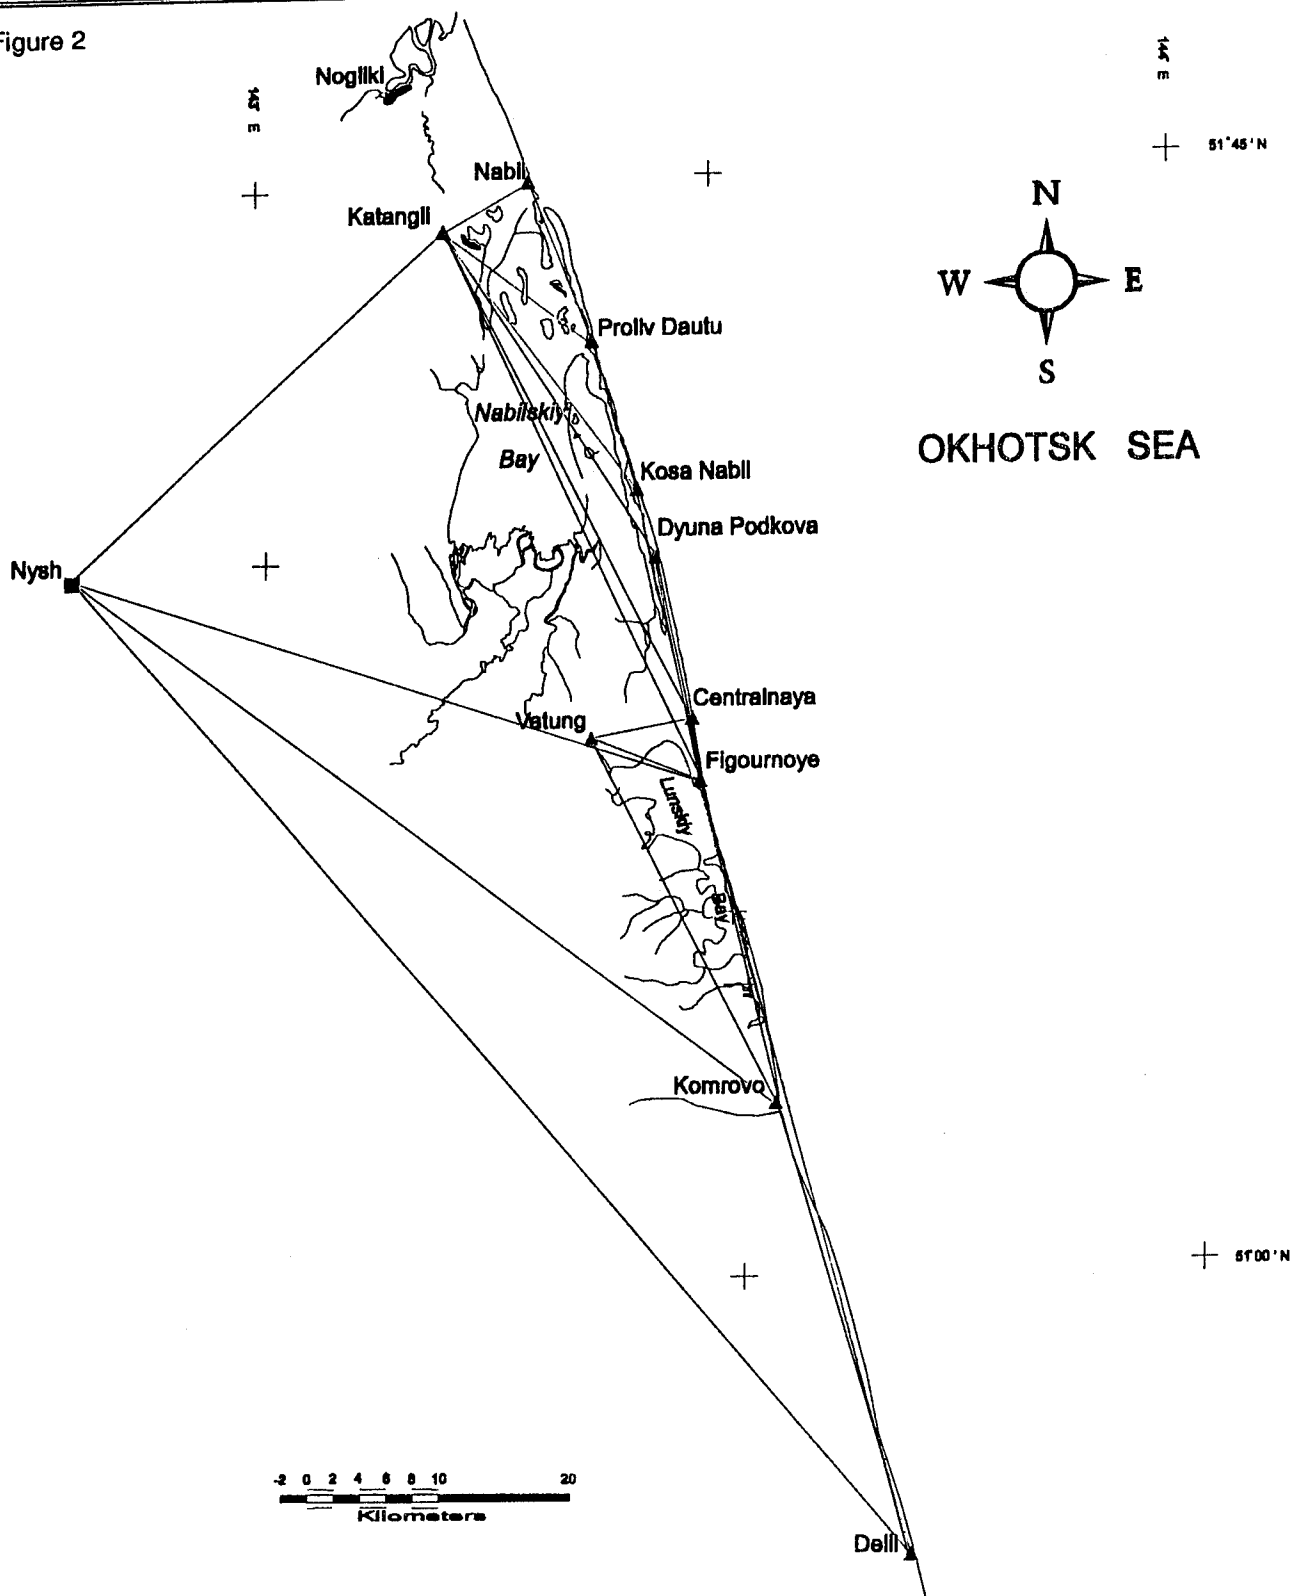 Figure 2
144° E
Nogliki
143° E
51°45'N
Nabil
N
Katangli
W
E
Proliv Dautu
S
Nabilskiy
OKHOTSK SEA
Bay
Kosa Nabil
Dyuna Podkova
Nysh
Centralnaya
Vatung
Figournoye
Lunskiy
Bay
Komrovo
51°00'N
-2 0 2 4 6 8 10 20
Kilometers
Delil